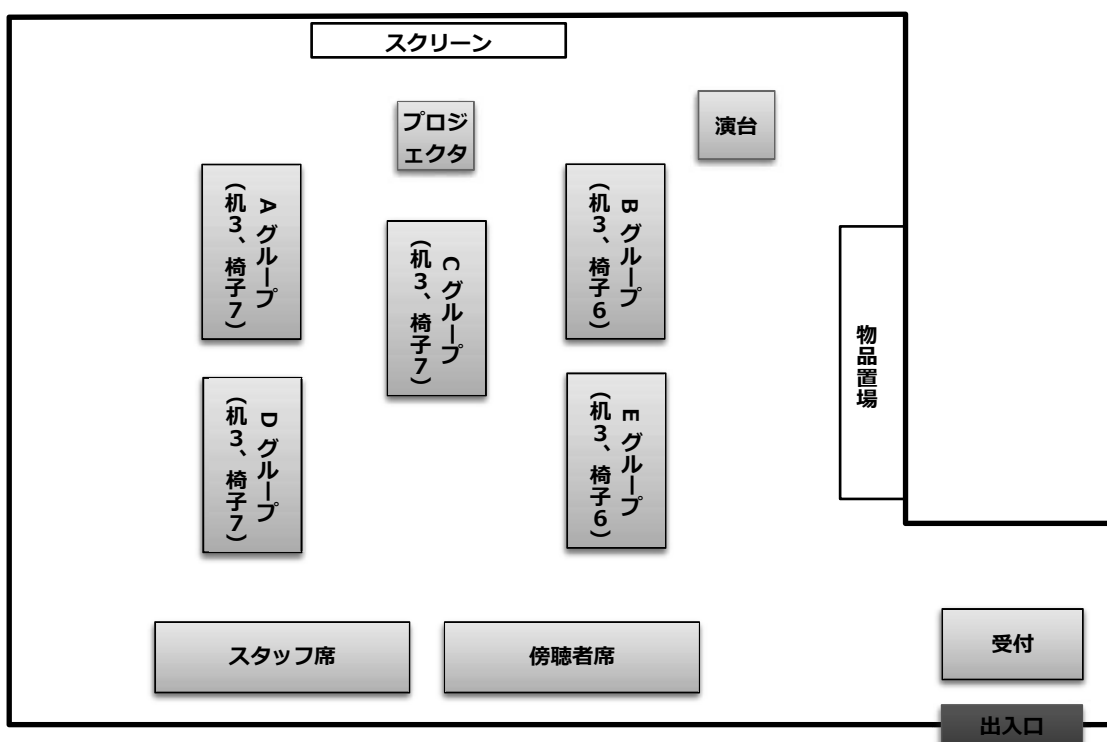 スクリーン
プロジ
ェクタ
演台
Aグループ
(机3、椅子7)
Bグループ
(机3、椅子6)
Cグループ
(机3、椅子7)
Dグループ
(机3、椅子7)
Eグループ
(机3、椅子6)
物品置場
スタッフ席
傍聴者席
受付
出入口